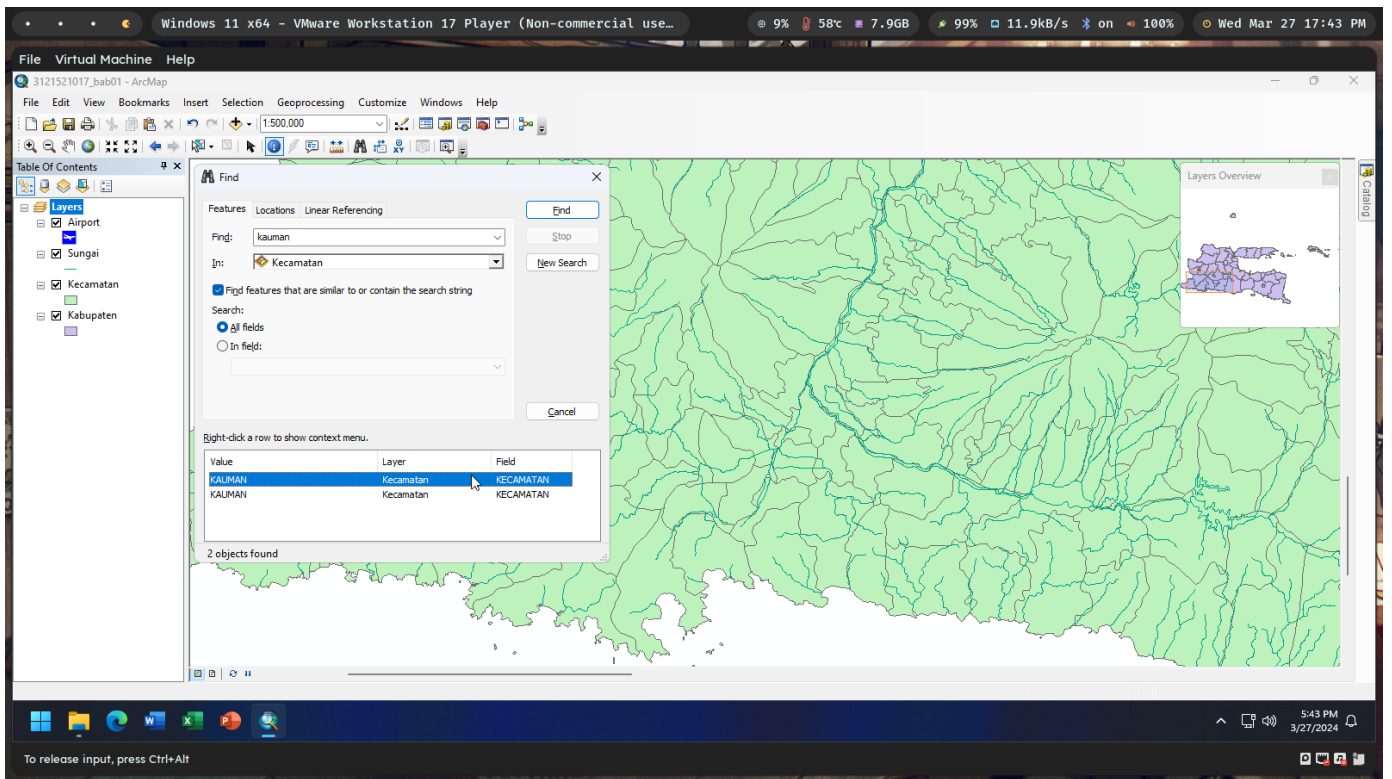 Windows 11 x64 - VMware Workstation 17 Player (Non-commercial use…
9% 58℃ 7.9GB
99% 11.9kB/s on 100%
Wed Mar 27 17:43 PM
File Virtual Machine Help
3121521017_bab01 - ArcMap
File Edit View Bookmarks Insert Selection Geoprocessing Customize Windows Help
1:500,000
Table Of Contents
Layers
Airport
Sungai
Kecamatan
Kabupaten
Find
Features Locations Linear Referencing
Find: kauman
In: Kecamatan
Find features that are similar to or contain the search string
Search:
All fields
In field:
Find
Stop
New Search
Cancel
Right-click a row to show context menu.
Value Layer Field
KAUMAN Kecamatan KECAMATAN
KAUMAN Kecamatan KECAMATAN
2 objects found
Layers Overview
Catalog
5:43 PM
3/27/2024
To release input, press Ctrl+Alt